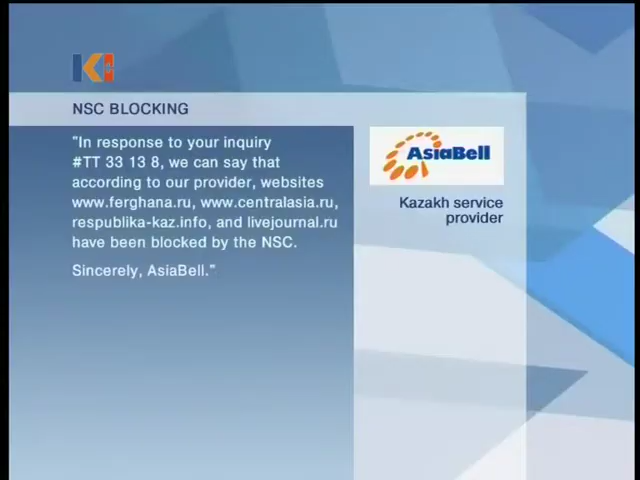 K
NSC BLOCKING
"In response to your inquiry
#TT 33 13 8, we can say that
according to our provider, websites
www.ferghana.ru, www.centralasia.ru,
respublika-kaz.info, and livejournal.ru
have been blocked by the NSC.
Sincerely, AsiaBell."
AsiaBell
Kazakh service
provider